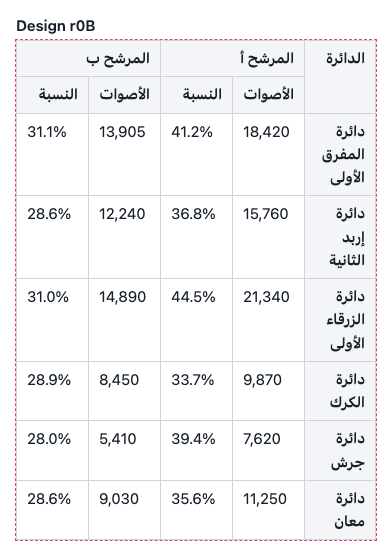 Design r0B
الدائرة المرشح أ المرشح ب
الأصوات النسبة الأصوات النسبة
دائرة المفرق الأولى 18,420 41.2% 13,905 31.1%
دائرة إربد الثانية 15,760 36.8% 12,240 28.6%
دائرة الزرقاء الأولى 21,340 44.5% 14,890 31.0%
دائرة الكرك 9,870 33.7% 8,450 28.9%
دائرة جرش 7,620 39.4% 5,410 28.0%
دائرة معان 11,250 35.6% 9,030 28.6%